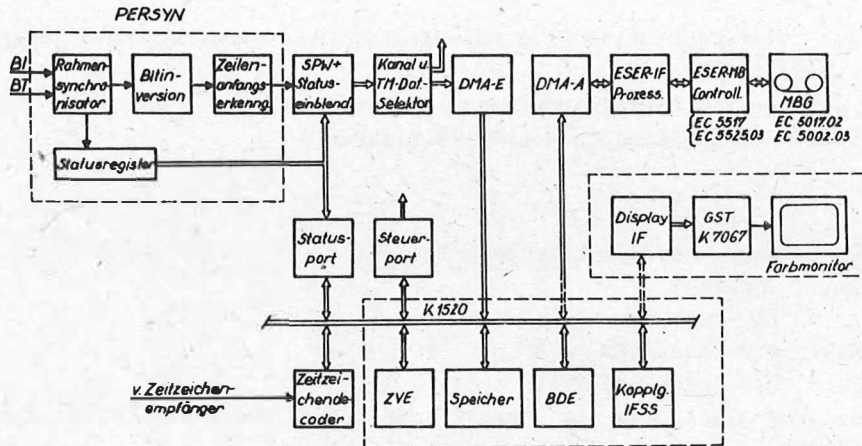 PERSYN
BI
BT
Rahmen-
synchro-
nisator
Bitin-
version
Zeilen-
anfangs-
erkenng.
SPW+
Status-
einblend.
Kanal u.
TM-Dat.-
Selektor
DMA-E
DMA-A
ESER-IF
Prozess.
ESER-MB
Controll.
MBG
EC 5517
EC 5525.03
EC 5017.02
EC 5002.03
Statusregister
Status-
port
Steuer-
port
Display
IF
GST
K 7067
Farbmonitor
K 1520
v. Zeitzeichen-
empfänger
Zeitzei-
chende-
coder
ZVE
Speicher
BDE
Kopplg.
IFSS